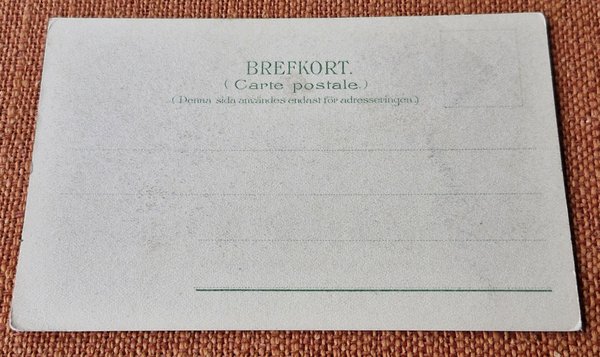 BREFKORT.
(Carte postale.)
(Denna sida användes endast för adresseringen.)